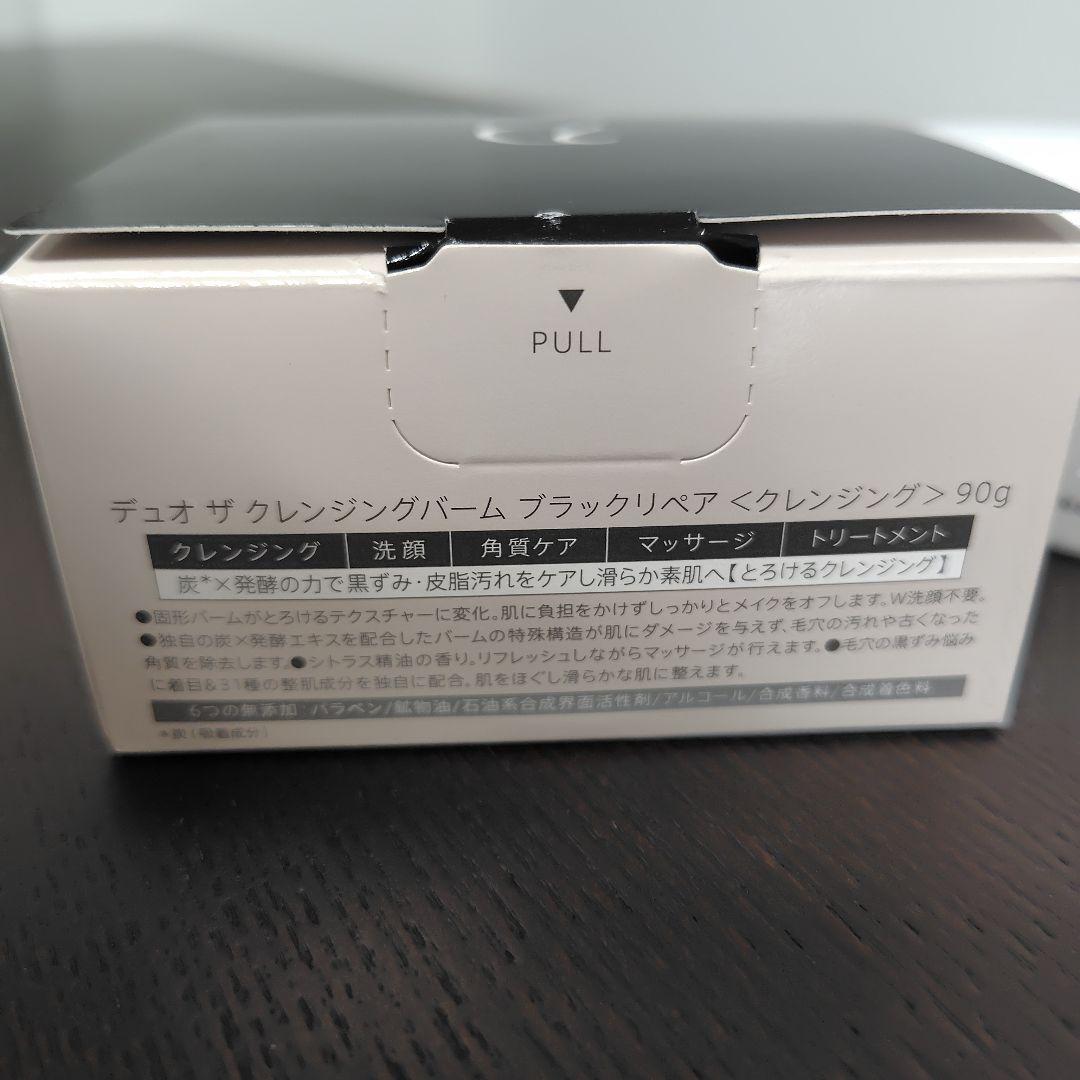 ▼
PULL
デュオ ザ クレンジングバーム ブラックリペア <クレンジング> 90g
クレンジング 洗顔 角質ケア マッサージ トリートメント
炭*×発酵の力で黒ずみ・皮脂汚れをケアし滑らか素肌へ【とろけるクレンジング】
●固形バームがとろけるテクスチャーに変化。肌に負担をかけずしっかりとメイクをオフします。W洗顔不要。
●独自の炭×発酵エキスを配合したバームの特殊構造が肌にダメージを与えず、毛穴の汚れや古くなった
角質を除去します。●シトラス精油の香り。リフレッシュしながらマッサージが行えます。●毛穴の黒ずみ悩み
に着目&31種の整肌成分を独自に配合。肌をほぐし滑らかな肌に整えます。
6つの無添加：パラベン/鉱物油/石油系合成界面活性剤/アルコール/合成香料/合成着色料
*炭(吸着成分)